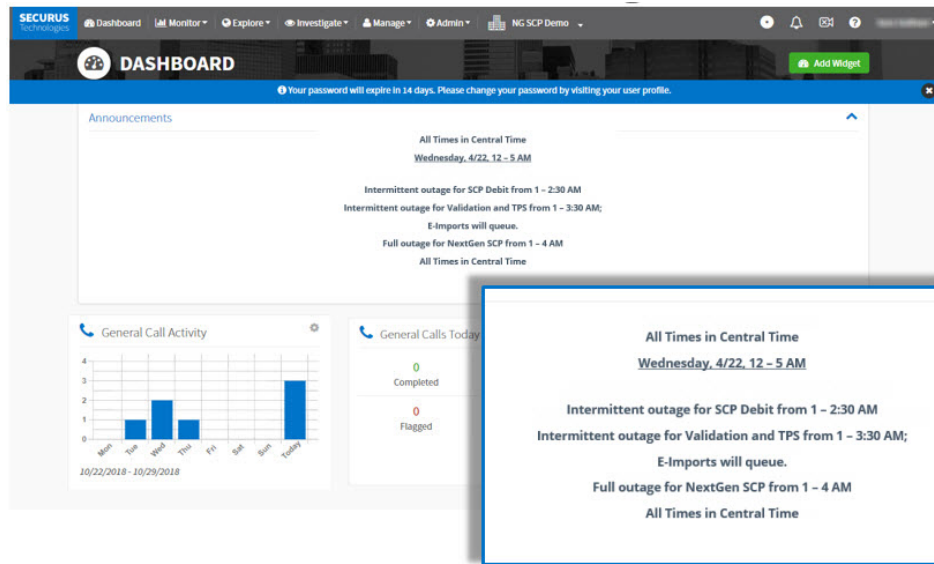 SECURUS
Technologies
Dashboard Monitor Explore Investigate Manage Admin NG SCP Demo
DASHBOARD
Add Widget
Your password will expire in 14 days. Please change your password by visiting your user profile.
Announcements
All Times in Central Time
Wednesday, 4/22, 12 – 5 AM
Intermittent outage for SCP Debit from 1 – 2:30 AM
Intermittent outage for Validation and TPS from 1 – 3:30 AM;
E-Imports will queue.
Full outage for NextGen SCP from 1 – 4 AM
All Times in Central Time
General Call Activity
4
3
2
1
0
Mon Tue Wed Thu Fri Sat Sun Today
10/22/2018 - 10/29/2018
General Calls Today
0
Completed
0
Flagged
All Times in Central Time
Wednesday, 4/22, 12 – 5 AM
Intermittent outage for SCP Debit from 1 – 2:30 AM
Intermittent outage for Validation and TPS from 1 – 3:30 AM;
E-Imports will queue.
Full outage for NextGen SCP from 1 – 4 AM
All Times in Central Time